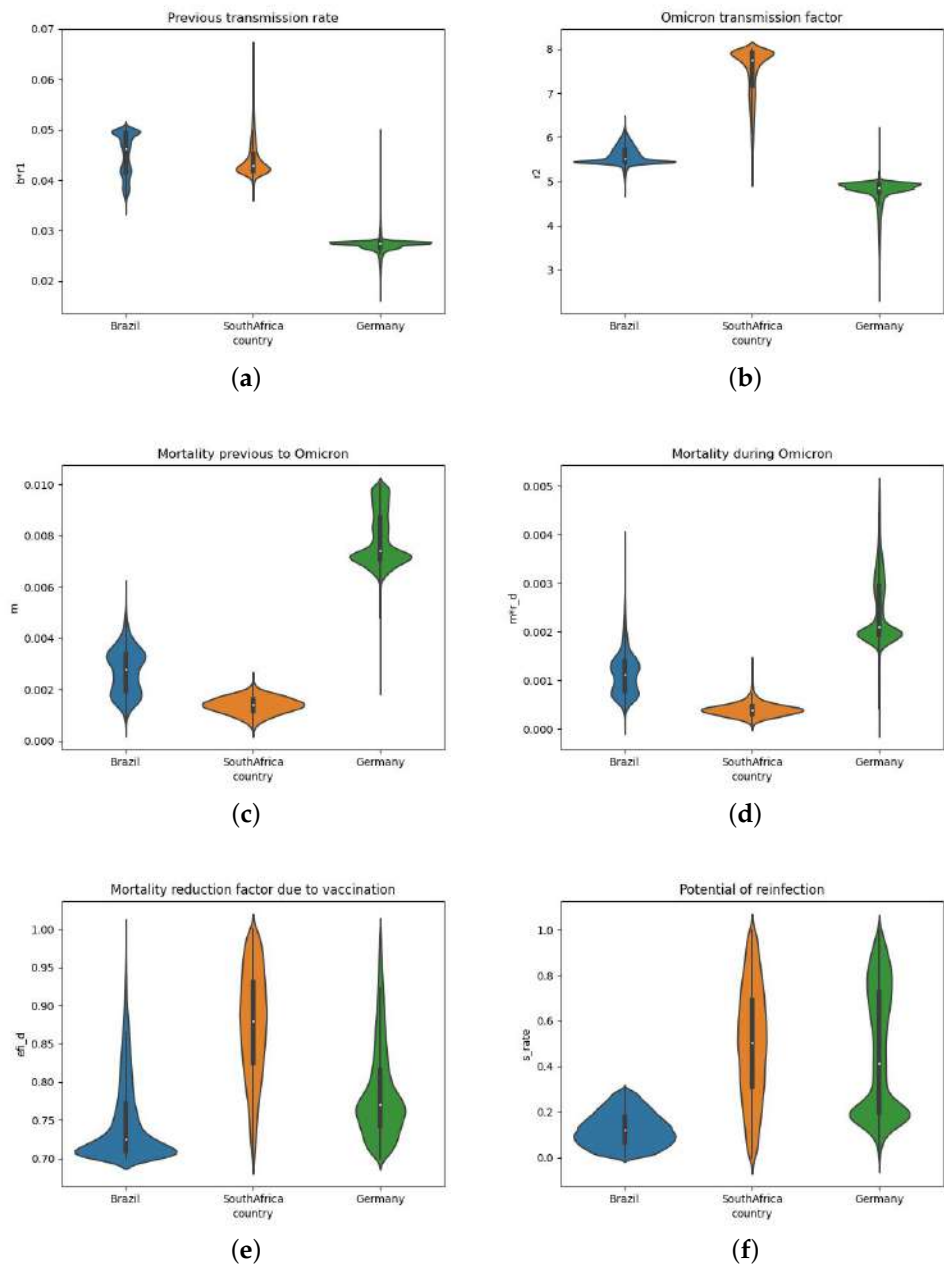 Previous transmission rate
0.07
0.06
0.05
0.04
0.03
0.02
b*r1
Brazil
SouthAfrica
Germany
country
(a)
Omicron transmission factor
8
7
6
5
4
3
r2
Brazil
SouthAfrica
Germany
country
(b)
Mortality previous to Omicron
0.010
0.008
0.006
0.004
0.002
0.000
m
Brazil
SouthAfrica
Germany
country
(c)
Mortality during Omicron
0.005
0.004
0.003
0.002
0.001
0.000
m*r_d
Brazil
SouthAfrica
Germany
country
(d)
Mortality reduction factor due to vaccination
1.00
0.95
0.90
0.85
0.80
0.75
0.70
efi_d
Brazil
SouthAfrica
Germany
country
(e)
Potential of reinfection
1.0
0.8
0.6
0.4
0.2
0.0
s_rate
Brazil
SouthAfrica
Germany
country
(f)